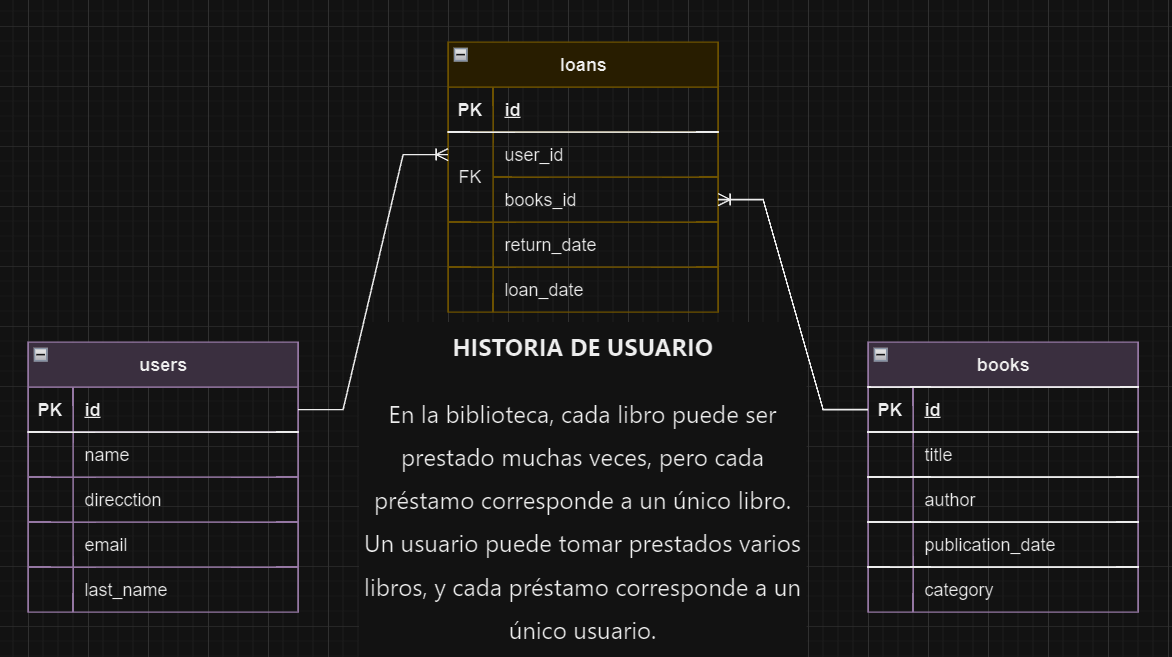 loans
PK id
user_id
FK
books_id
return_date
loan_date
users
PK id
name
direcction
email
last_name
HISTORIA DE USUARIO
En la biblioteca, cada libro puede ser
prestado muchas veces, pero cada
préstamo corresponde a un único libro.
Un usuario puede tomar prestados varios
libros, y cada préstamo corresponde a un
único usuario.
books
PK id
title
author
publication_date
category